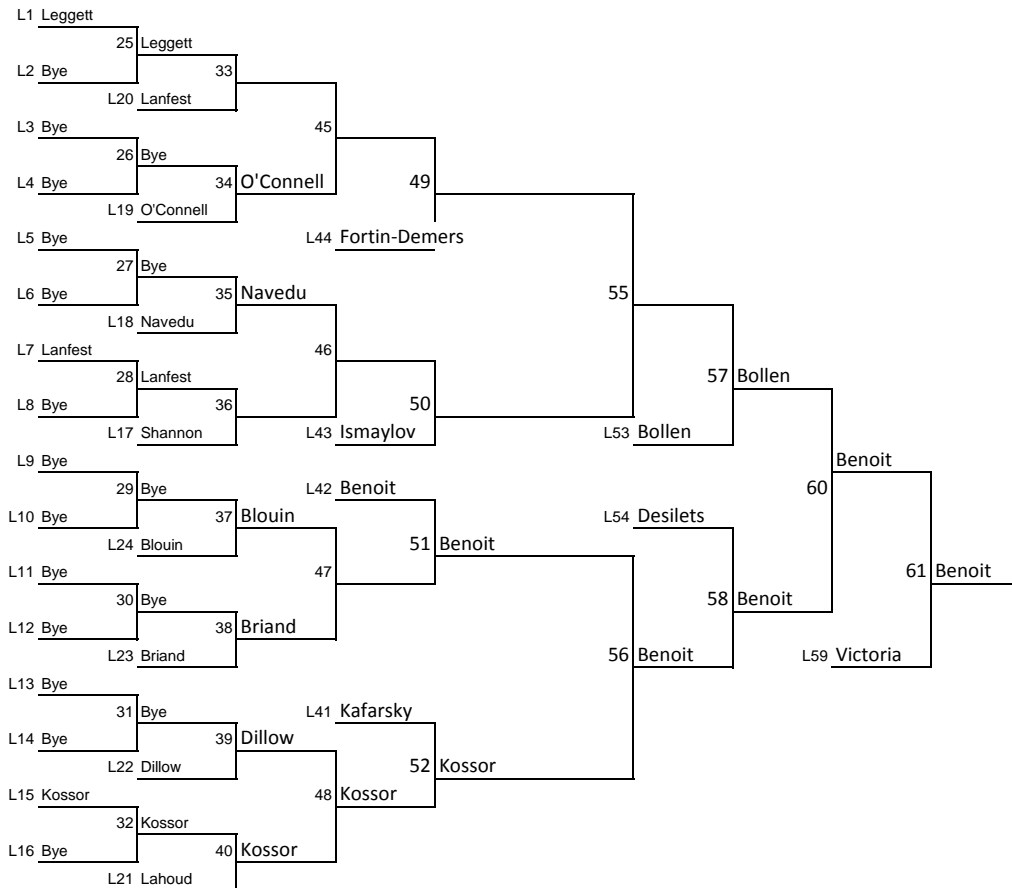 L1 Leggett
25 Leggett
L2 Bye 33
L20 Lanfest
L3 Bye 45
26 Bye
L4 Bye 34 O'Connell 49
L19 O'Connell
L5 Bye L44 Fortin-Demers
27 Bye
L6 Bye 35 Navedu 55
L18 Navedu
L7 Lanfest 46
28 Lanfest 57 Bollen
L8 Bye 36 50
L17 Shannon L43 Ismaylov L53 Bollen
L9 Bye Benoit
29 Bye L42 Benoit 60
L10 Bye 37 Blouin L54 Desilets
L24 Blouin 51 Benoit
L11 Bye 47 61 Benoit
30 Bye 58 Benoit
L12 Bye 38 Briand
L23 Briand 56 Benoit L59 Victoria
L13 Bye
31 Bye L41 Kafarsky
L14 Bye 39 Dillow
L22 Dillow 52 Kossor
L15 Kossor 48 Kossor
32 Kossor
L16 Bye 40 Kossor
L21 Lahoud